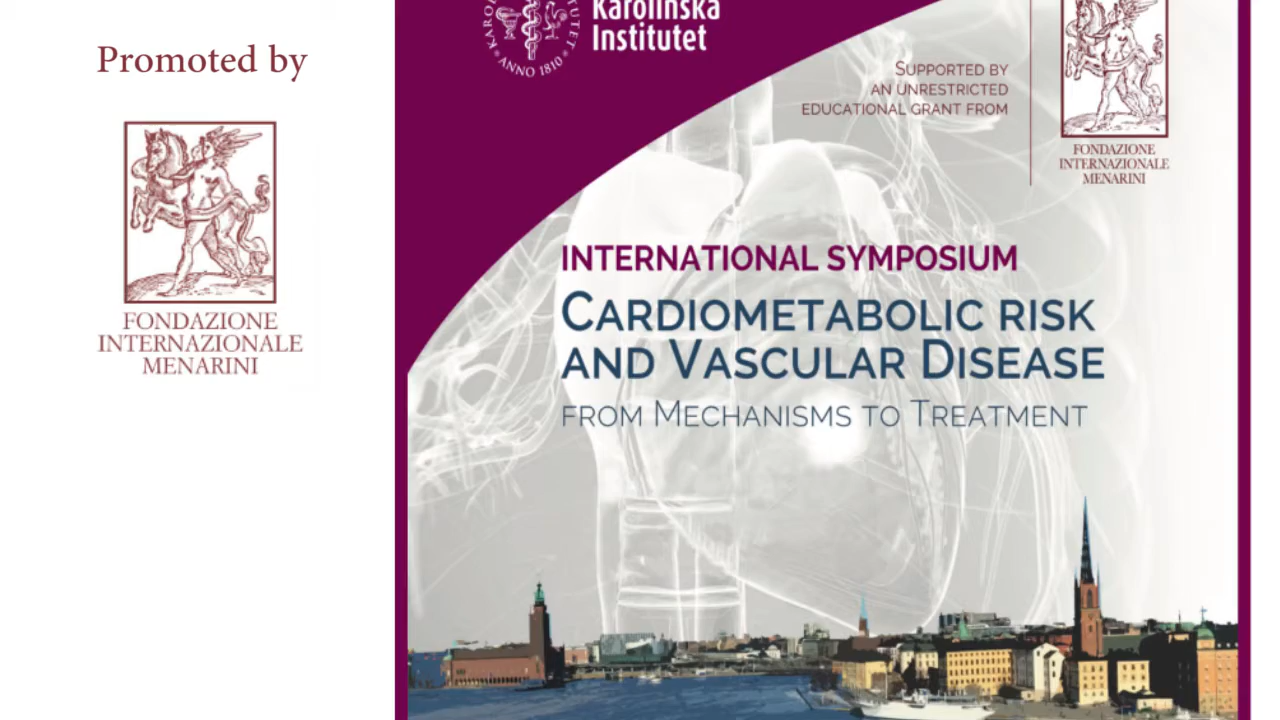 Promoted by
FONDAZIONE
INTERNAZIONALE
MENARINI
Karolinska
Institutet
ANNO 1810
SUPPORTED BY
AN UNRESTRICTED
EDUCATIONAL GRANT FROM
FONDAZIONE
INTERNAZIONALE
MENARINI
INTERNATIONAL SYMPOSIUM
CARDIOMETABOLIC RISK
AND VASCULAR DISEASE
FROM MECHANISMS TO TREATMENT